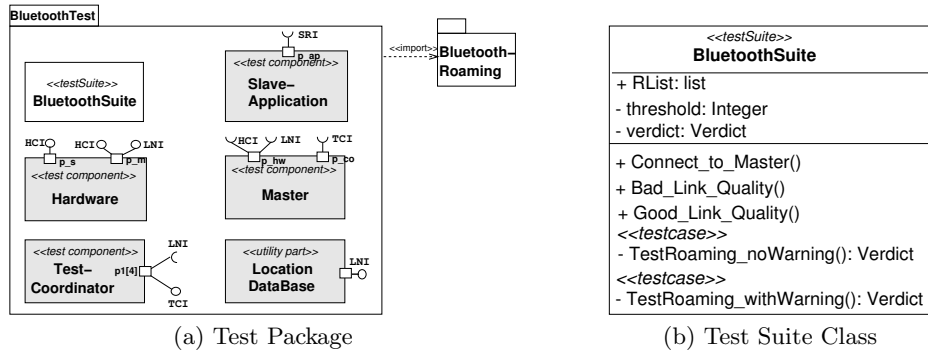 BluetoothTest
SRI
p_ap
<<test component>>
Slave-
Application
<<import>>
Bluetooth-
Roaming
<<testSuite>>
BluetoothSuite
HCI
p_s
HCI
LNI
p_m
<<test component>>
Hardware
HCI
LNI
TCI
p_hw
p_co
<<test component>>
Master
<<test component>>
Test-
Coordinator
p1[4]
LNI
TCI
<<utility part>>
Location
DataBase
LNI
(a) Test Package
<<testSuite>>
BluetoothSuite
+ RList: list
- threshold: Integer
- verdict: Verdict
+ Connect_to_Master()
+ Bad_Link_Quality()
+ Good_Link_Quality()
<<testcase>>
- TestRoaming_noWarning(): Verdict
<<testcase>>
- TestRoaming_withWarning(): Verdict
(b) Test Suite Class